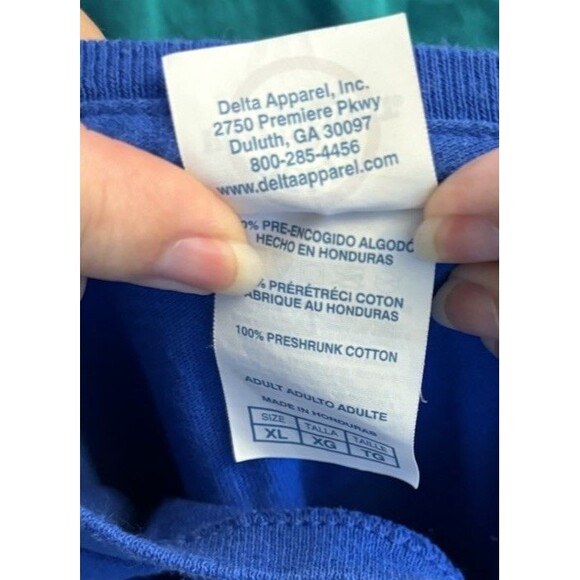 Delta Apparel, Inc.
2750 Premiere Pkwy
Duluth, GA 30097
800-285-4456
www.deltaapparel.com
% PRE-ENCOGIDO ALGODÓ
HECHO EN HONDURAS
% PRÉRÉTRÉCI COTON
ABRIQUE AU HONDURAS
100% PRESHRUNK COTTON
ADULT ADULTO ADULTE
MADE IN HONDURAS
SIZE TALLA TAILLE
XL XG TG